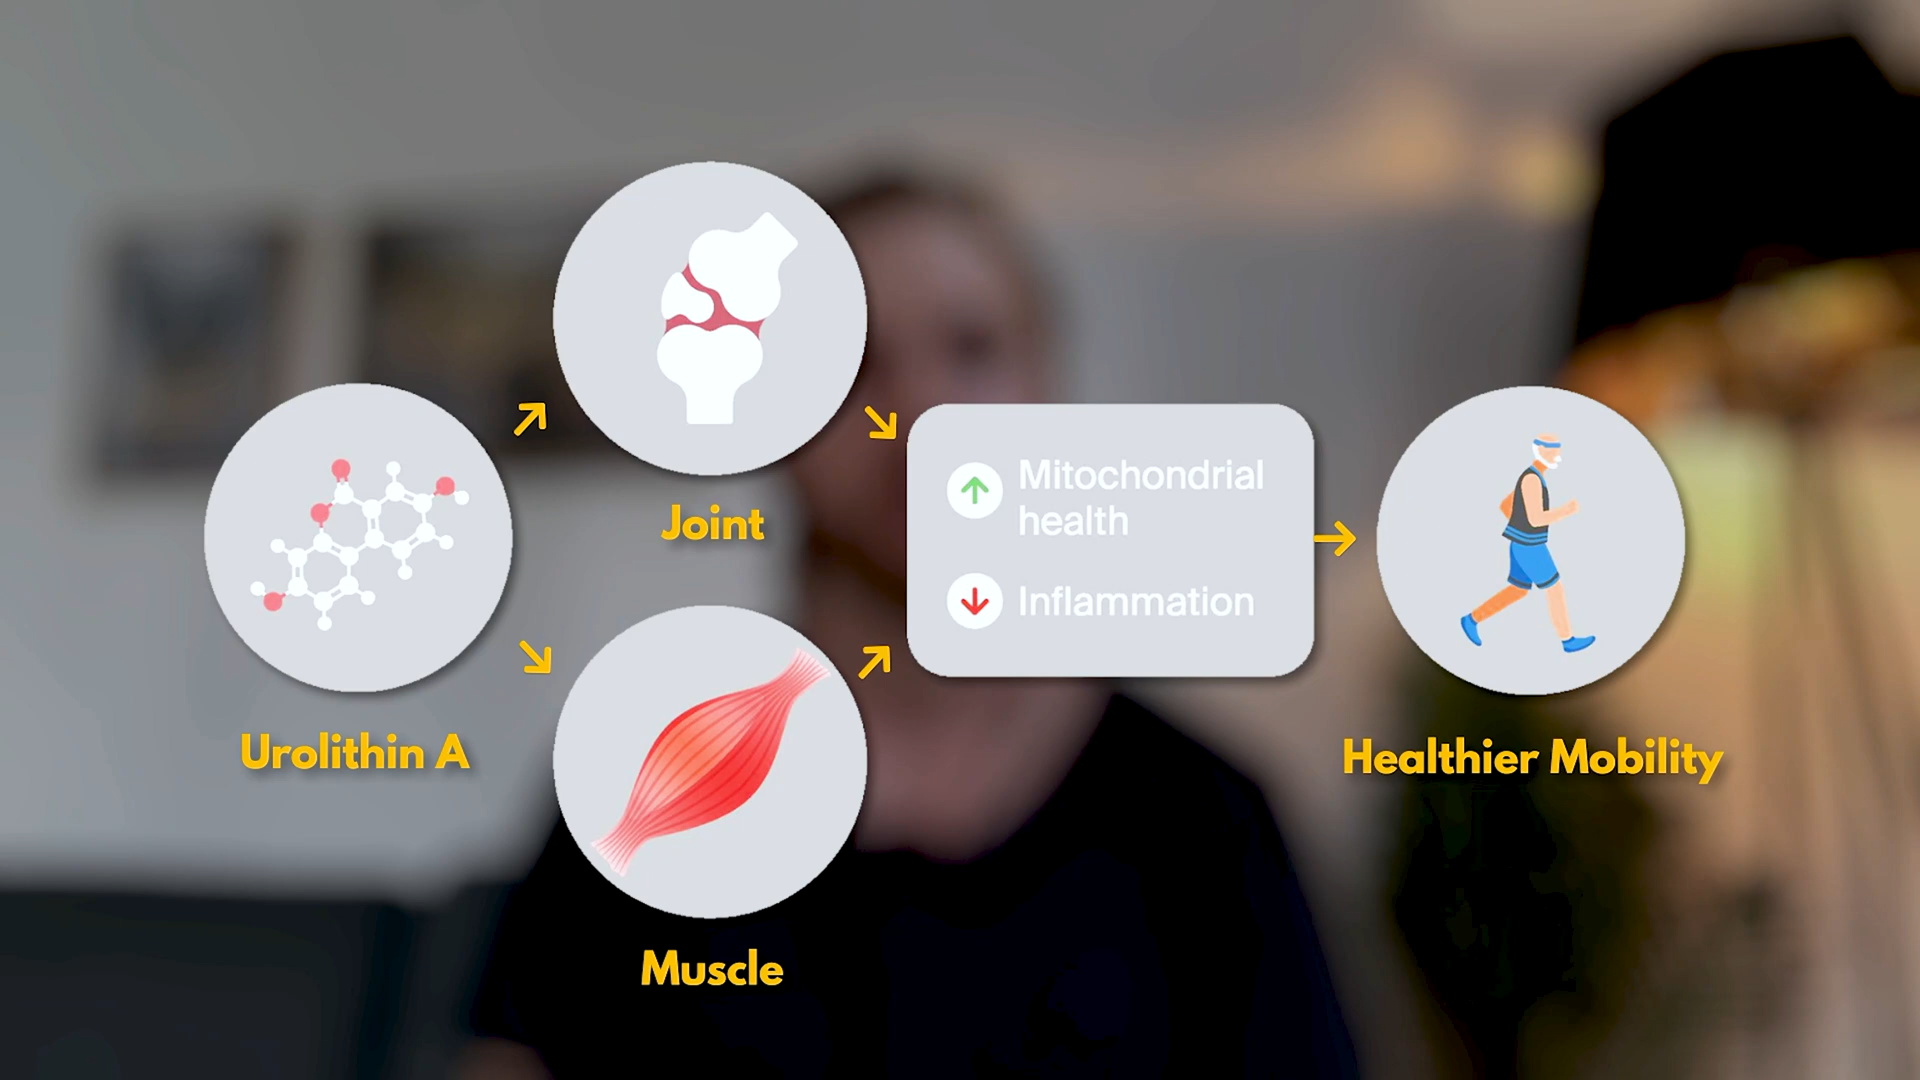 Joint
Mitochondrial
health
Inflammation
Urolithin A
Healthier Mobility
Muscle